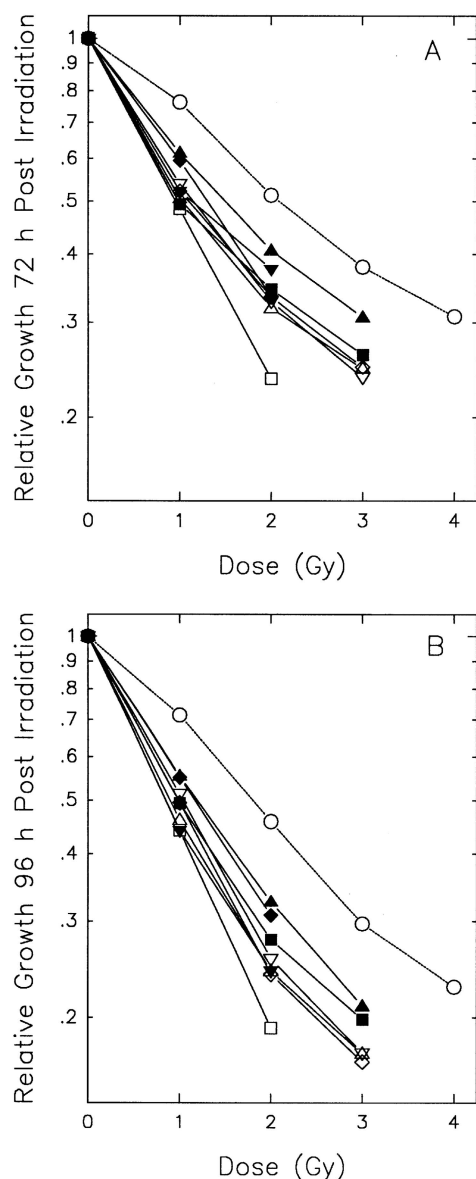 A
Relative Growth 72 h Post Irradiation
1
.9
.8
.7
.6
.5
.4
.3
.2
0 1 2 3 4
Dose (Gy)
B
Relative Growth 96 h Post Irradiation
1
.9
.8
.7
.6
.5
.4
.3
.2
0 1 2 3 4
Dose (Gy)